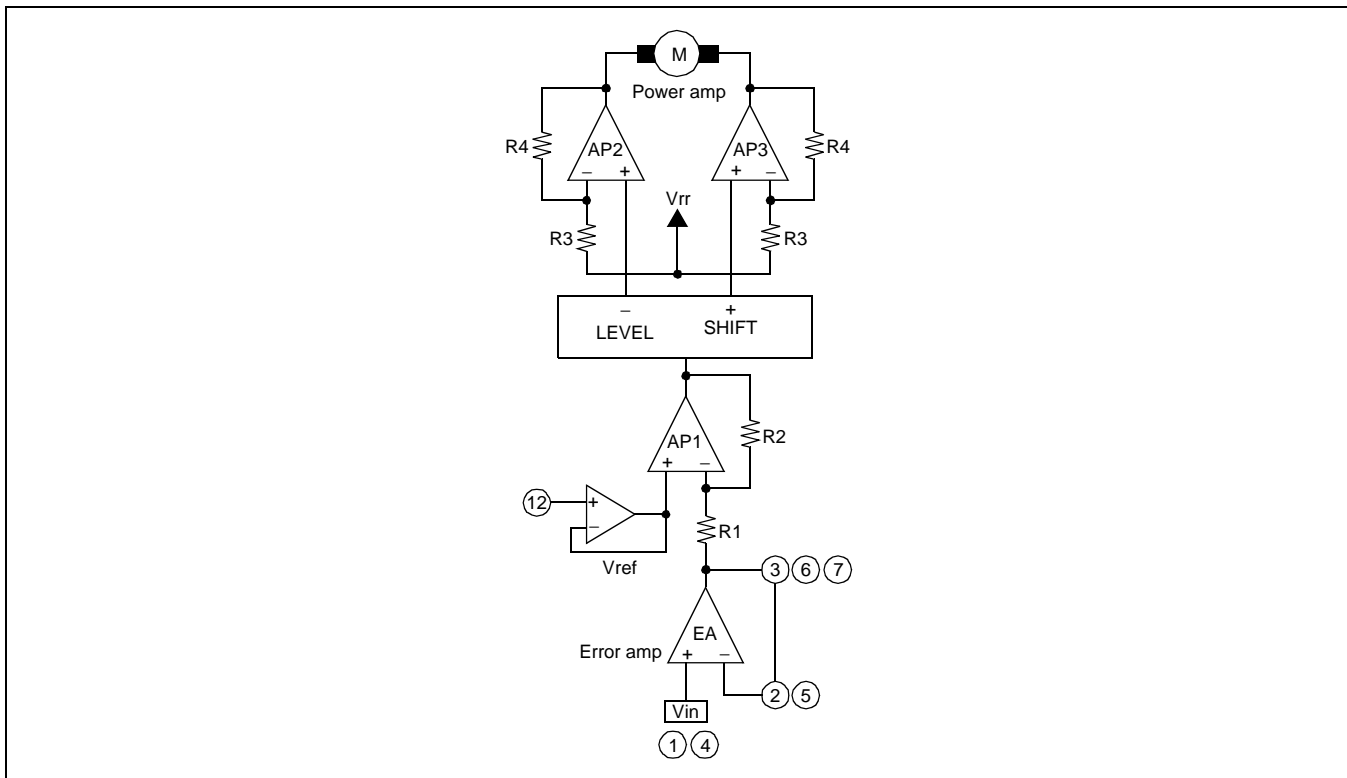 M
Power amp
R4 AP2 AP3 R4
− + + −
Vrr
R3 R3
− +
LEVEL SHIFT
AP1 R2
+ −
12 + −
R1
Vref
3 6 7
EA
Error amp + −
2 5
Vin
1 4